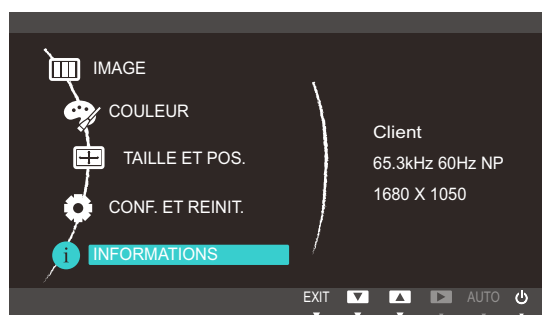 IMAGE
COULEUR
TAILLE ET POS.
CONF. ET REINIT.
INFORMATIONS
Client
65.3kHz 60Hz NP
1680 X 1050
EXIT
AUTO